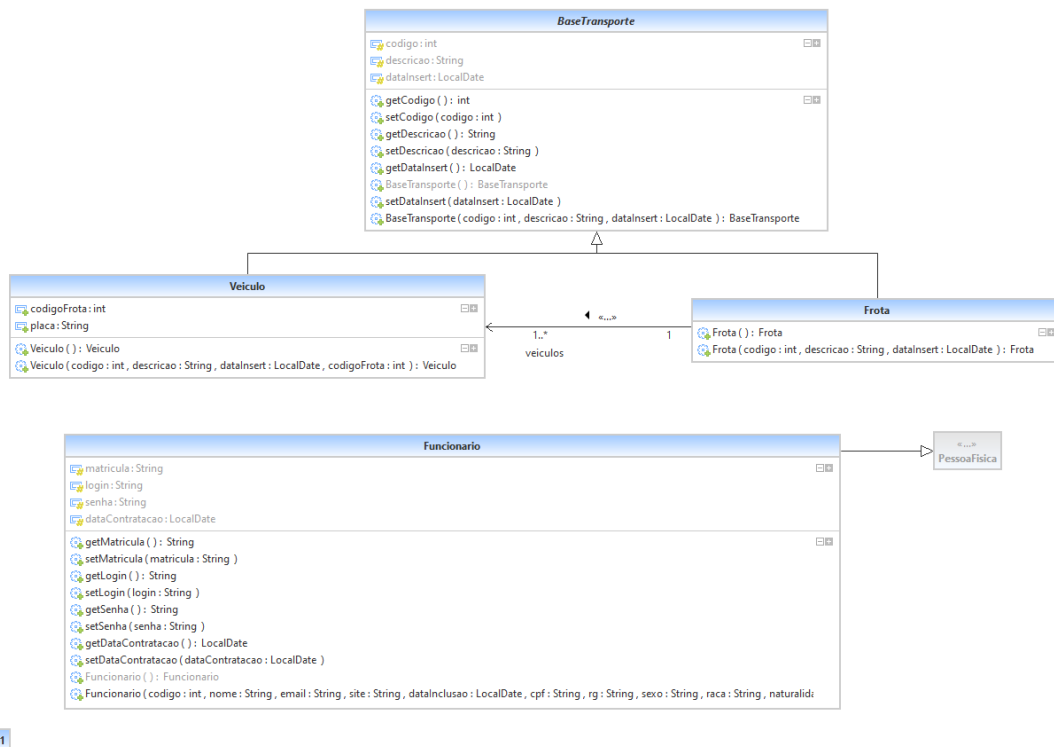 BaseTransporte
codigo : int
descricao : String
dataInsert : LocalDate
getCodigo ( ) : int
setCodigo ( codigo : int )
getDescricao ( ) : String
setDescricao ( descricao : String )
getDataInsert ( ) : LocalDate
BaseTransporte ( ) : BaseTransporte
setDataInsert ( dataInsert : LocalDate )
BaseTransporte ( codigo : int , descricao : String , dataInsert : LocalDate ) : BaseTransporte
Veiculo
codigoFrota : int
placa : String
Veiculo ( ) : Veiculo
Veiculo ( codigo : int , descricao : String , dataInsert : LocalDate , codigoFrota : int ) : Veiculo
«...»
1..* 1
veiculos
Frota
Frota ( ) : Frota
Frota ( codigo : int , descricao : String , dataInsert : LocalDate ) : Frota
Funcionario
matricula : String
login : String
senha : String
dataContratacao : LocalDate
getMatricula ( ) : String
setMatricula ( matricula : String )
getLogin ( ) : String
setLogin ( login : String )
getSenha ( ) : String
setSenha ( senha : String )
getDataContratacao ( ) : LocalDate
setDataContratacao ( dataContratacao : LocalDate )
Funcionario ( ) : Funcionario
Funcionario ( codigo : int , nome : String , email : String , site : String , dataInclusao : LocalDate , cpf : String , rg : String , sexo : String , raca : String , naturalida
«...»
PessoaFisica
1